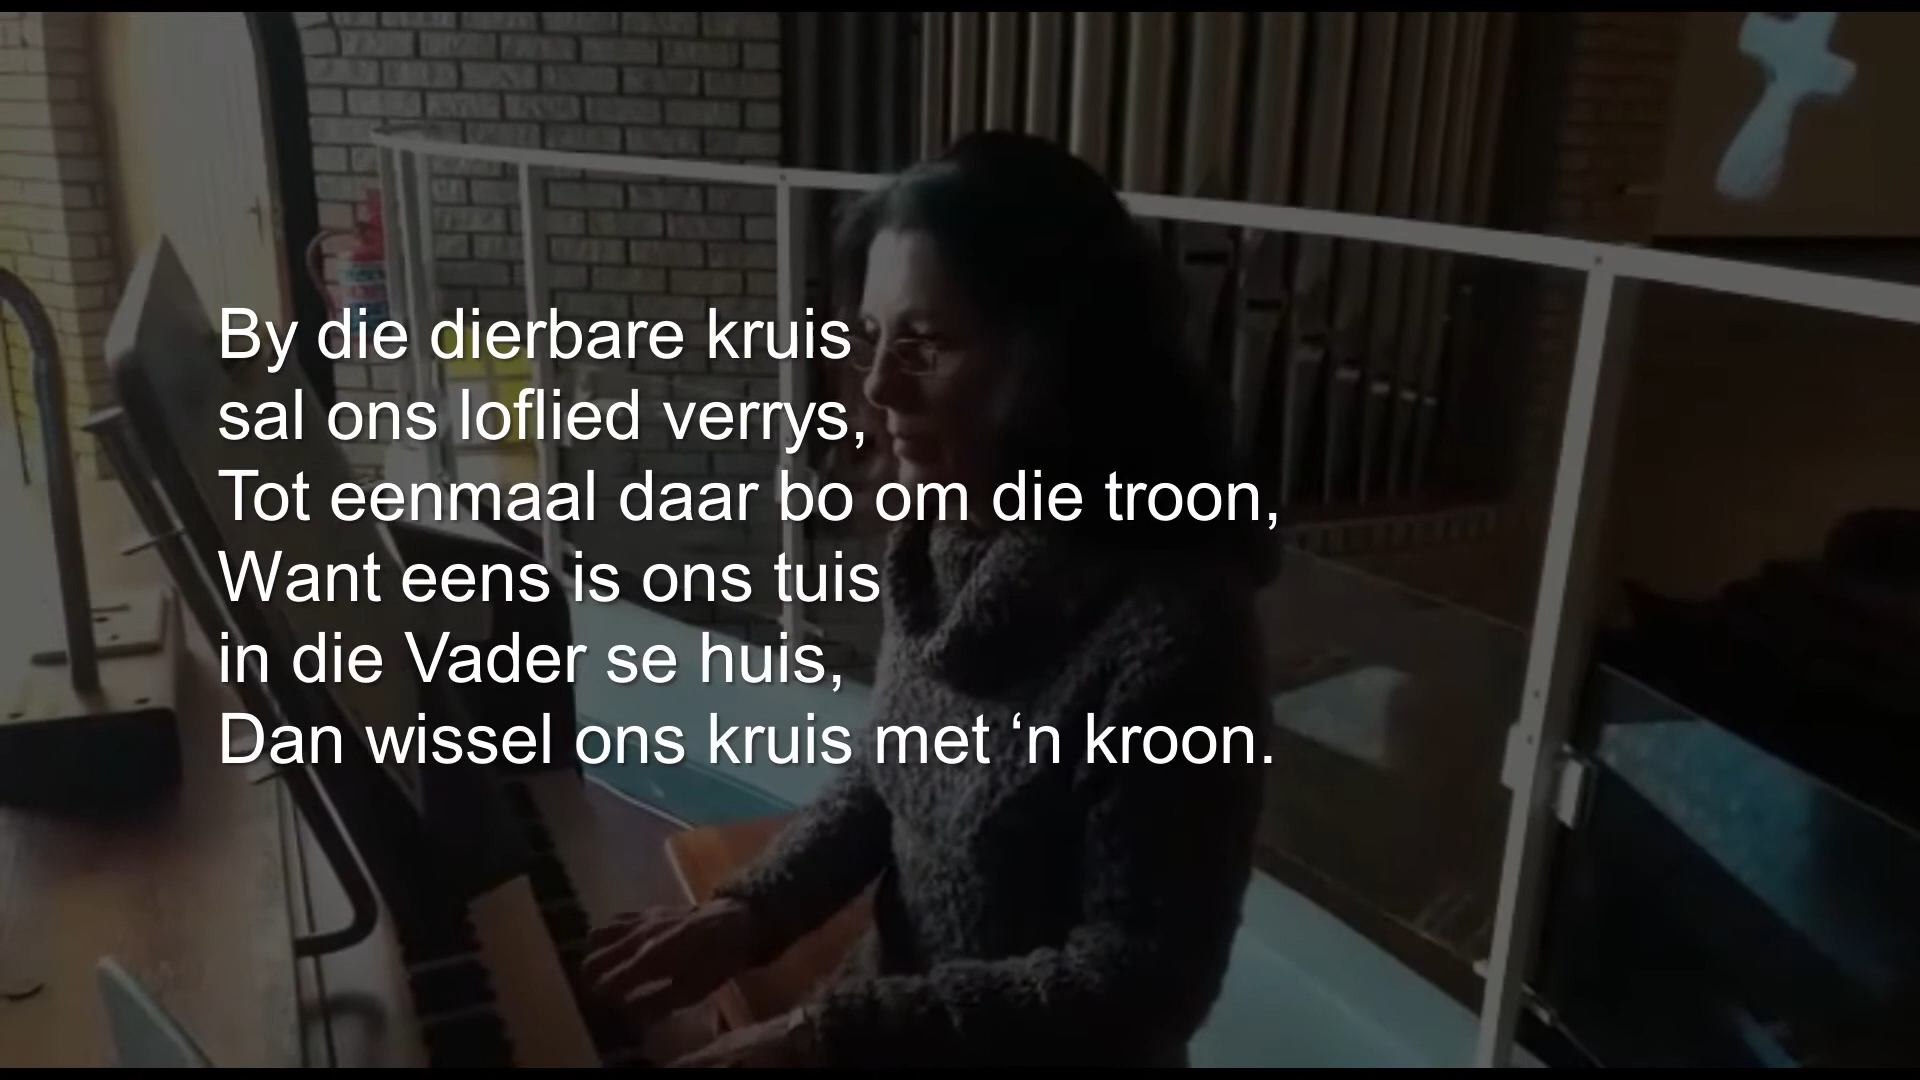 By die dierbare kruis
sal ons loflied verrys,
Tot eenmaal daar bo om die troon,
Want eens is ons tuis
in die Vader se huis,
Dan wissel ons kruis met ‘n kroon.